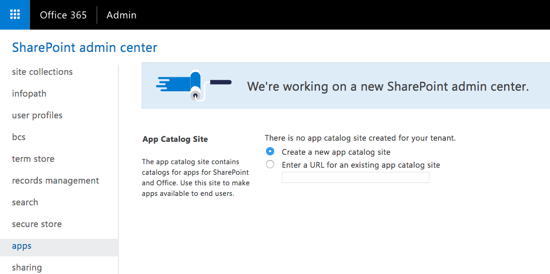 Office 365 Admin
SharePoint admin center
site collections
infopath
user profiles
bcs
term store
records management
search
secure store
apps
sharing
We're working on a new SharePoint admin center.
App Catalog Site
The app catalog site contains
catalogs for apps for SharePoint
and Office. Use this site to make
apps available to end users.
There is no app catalog site created for your tenant.
Create a new app catalog site
Enter a URL for an existing app catalog site